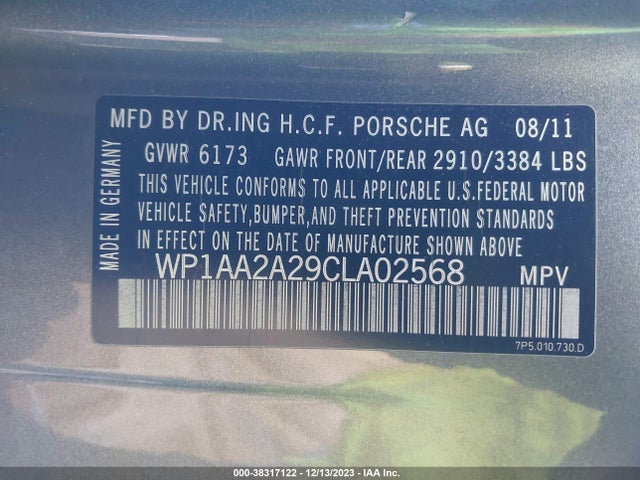 MFD BY DR.ING H.C.F. PORSCHE AG 08/11
GVWR 6173 GAWR FRONT/REAR 2910/3384 LBS
THIS VEHICLE CONFORMS TO ALL APPLICABLE U.S.FEDERAL MOTOR
VEHICLE SAFETY,BUMPER,AND THEFT PREVENTION STANDARDS
IN EFFECT ON THE DATE OF MANUFACTURE SHOWN ABOVE.
WP1AA2A29CLA02568 MPV
7P5.010.730.D
MADE IN GERMANY
000-38317122 - 12/13/2023 - IAA Inc.